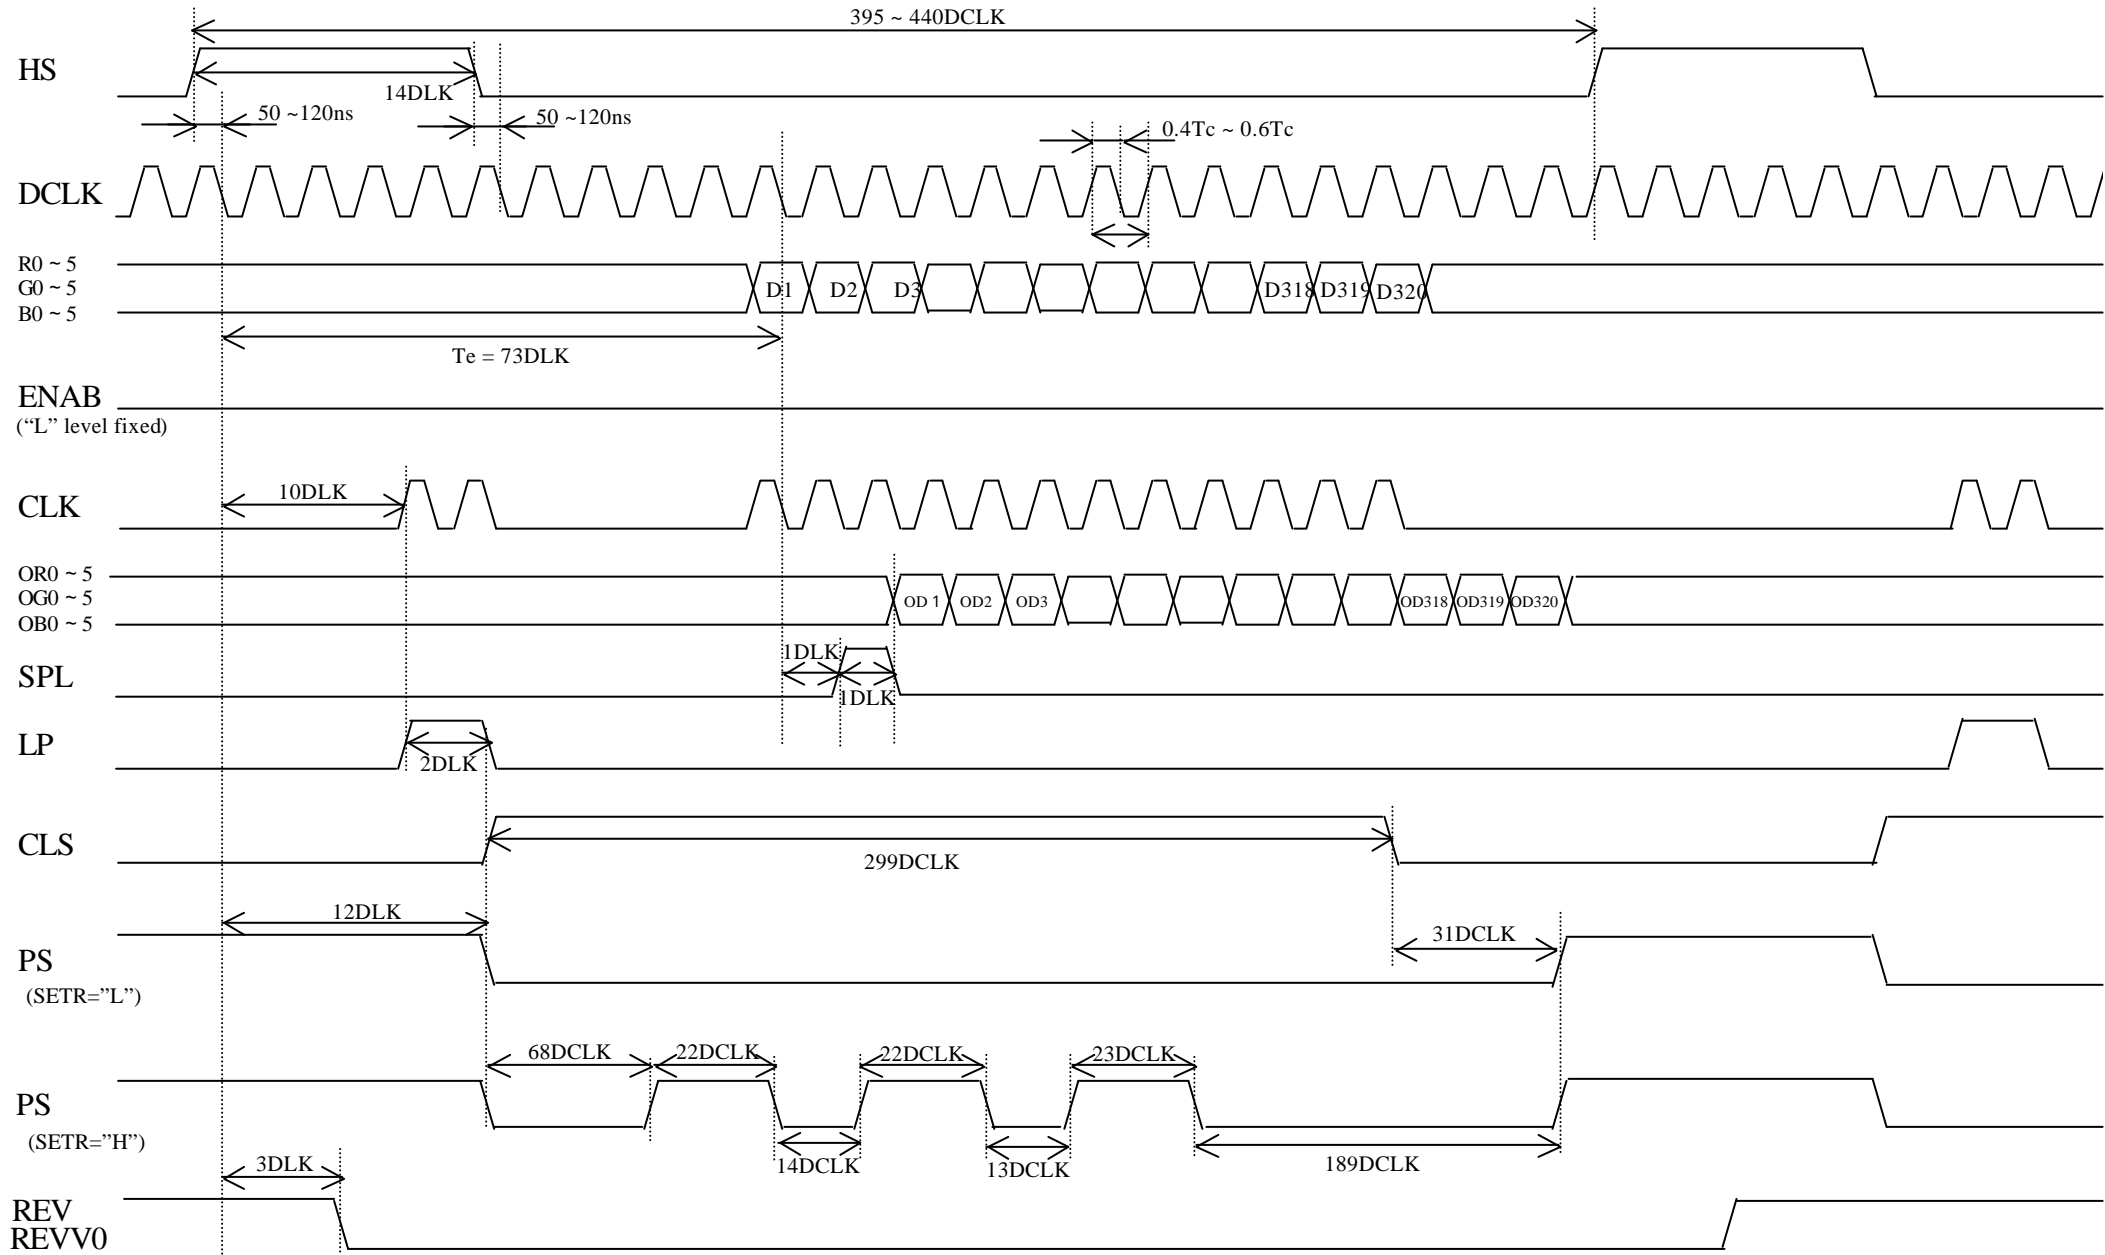 395 ~ 440DCLK
HS
14DLK
50 ~120ns
50 ~120ns
0.4Tc ~ 0.6Tc
DCLK
R0 ~ 5
G0 ~ 5
B0 ~ 5
D1
D2
D3
D318
D319
D320
Te = 73DLK
ENAB
(“L” level fixed)
CLK
10DLK
OR0 ~ 5
OG0 ~ 5
OB0 ~ 5
OD 1
OD2
OD3
OD318
OD319
OD320
SPL
1DLK
1DLK
LP
2DLK
CLS
299DCLK
12DLK
31DCLK
PS
(SETR=”L”)
68DCLK
22DCLK
22DCLK
23DCLK
PS
(SETR=”H”)
14DCLK
13DCLK
189DCLK
3DLK
REV
REVV0